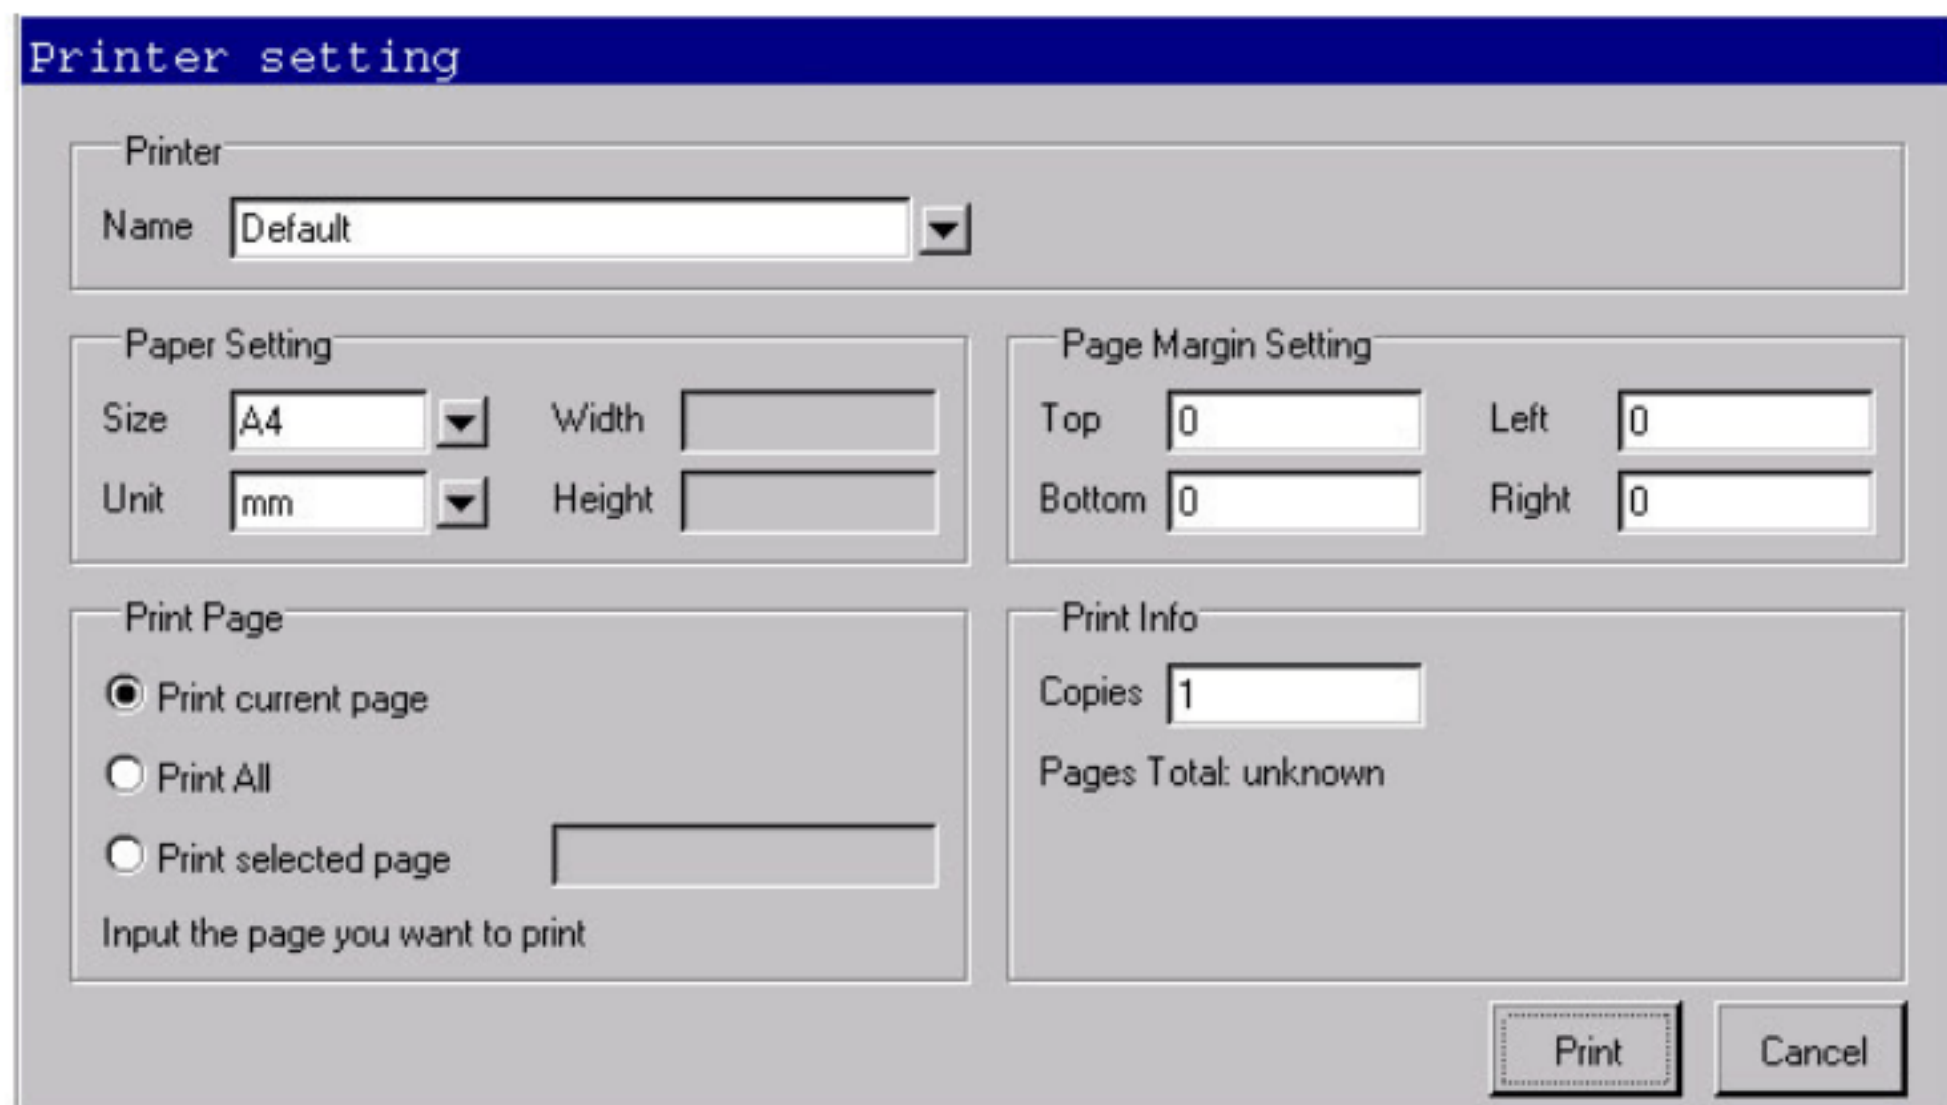 Printer setting
Printer
Name Default
Paper Setting
Size A4 Width
Unit mm Height
Page Margin Setting
Top 0 Left 0
Bottom 0 Right 0
Print Page
Print current page
Print All
Print selected page
Input the page you want to print
Print Info
Copies 1
Pages Total: unknown
Print Cancel